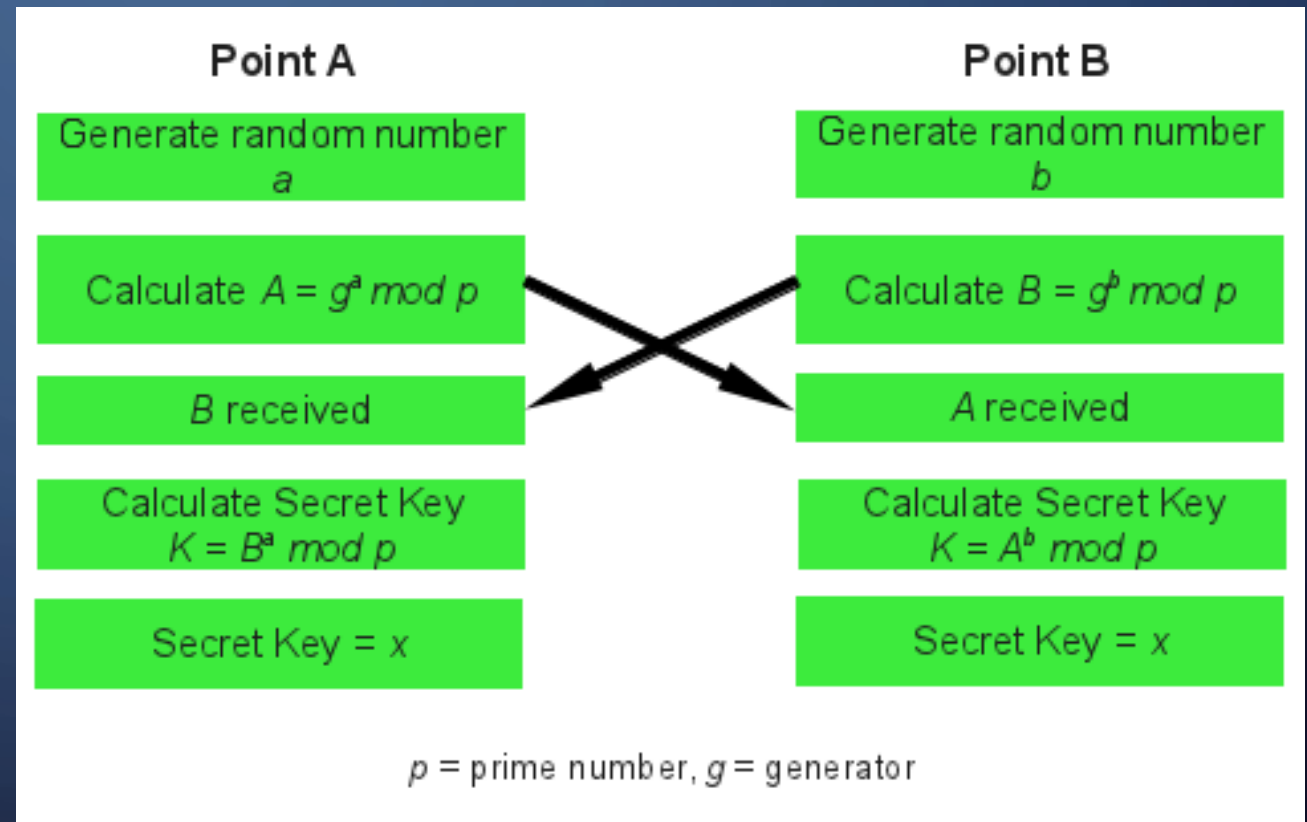 Point A
Generate random number
a
Calculate A = gᵃ mod p
B received
Calculate Secret Key
K = Bᵃ mod p
Secret Key = x
Point B
Generate random number
b
Calculate B = gᵇ mod p
A received
Calculate Secret Key
K = Aᵇ mod p
Secret Key = x
p = prime number, g = generator